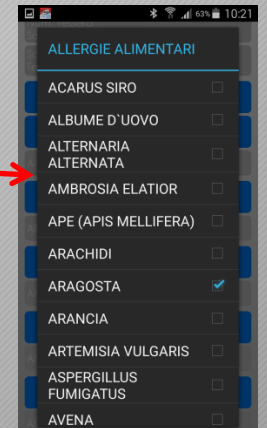 63% 10:21
ALLERGIE ALIMENTARI
ACARUS SIRO
ALBUME D`UOVO
ALTERNARIA
ALTERNATA
AMBROSIA ELATIOR
APE (APIS MELLIFERA)
ARACHIDI
ARAGOSTA
ARANCIA
ARTEMISIA VULGARIS
ASPERGILLUS
FUMIGATUS
AVENA